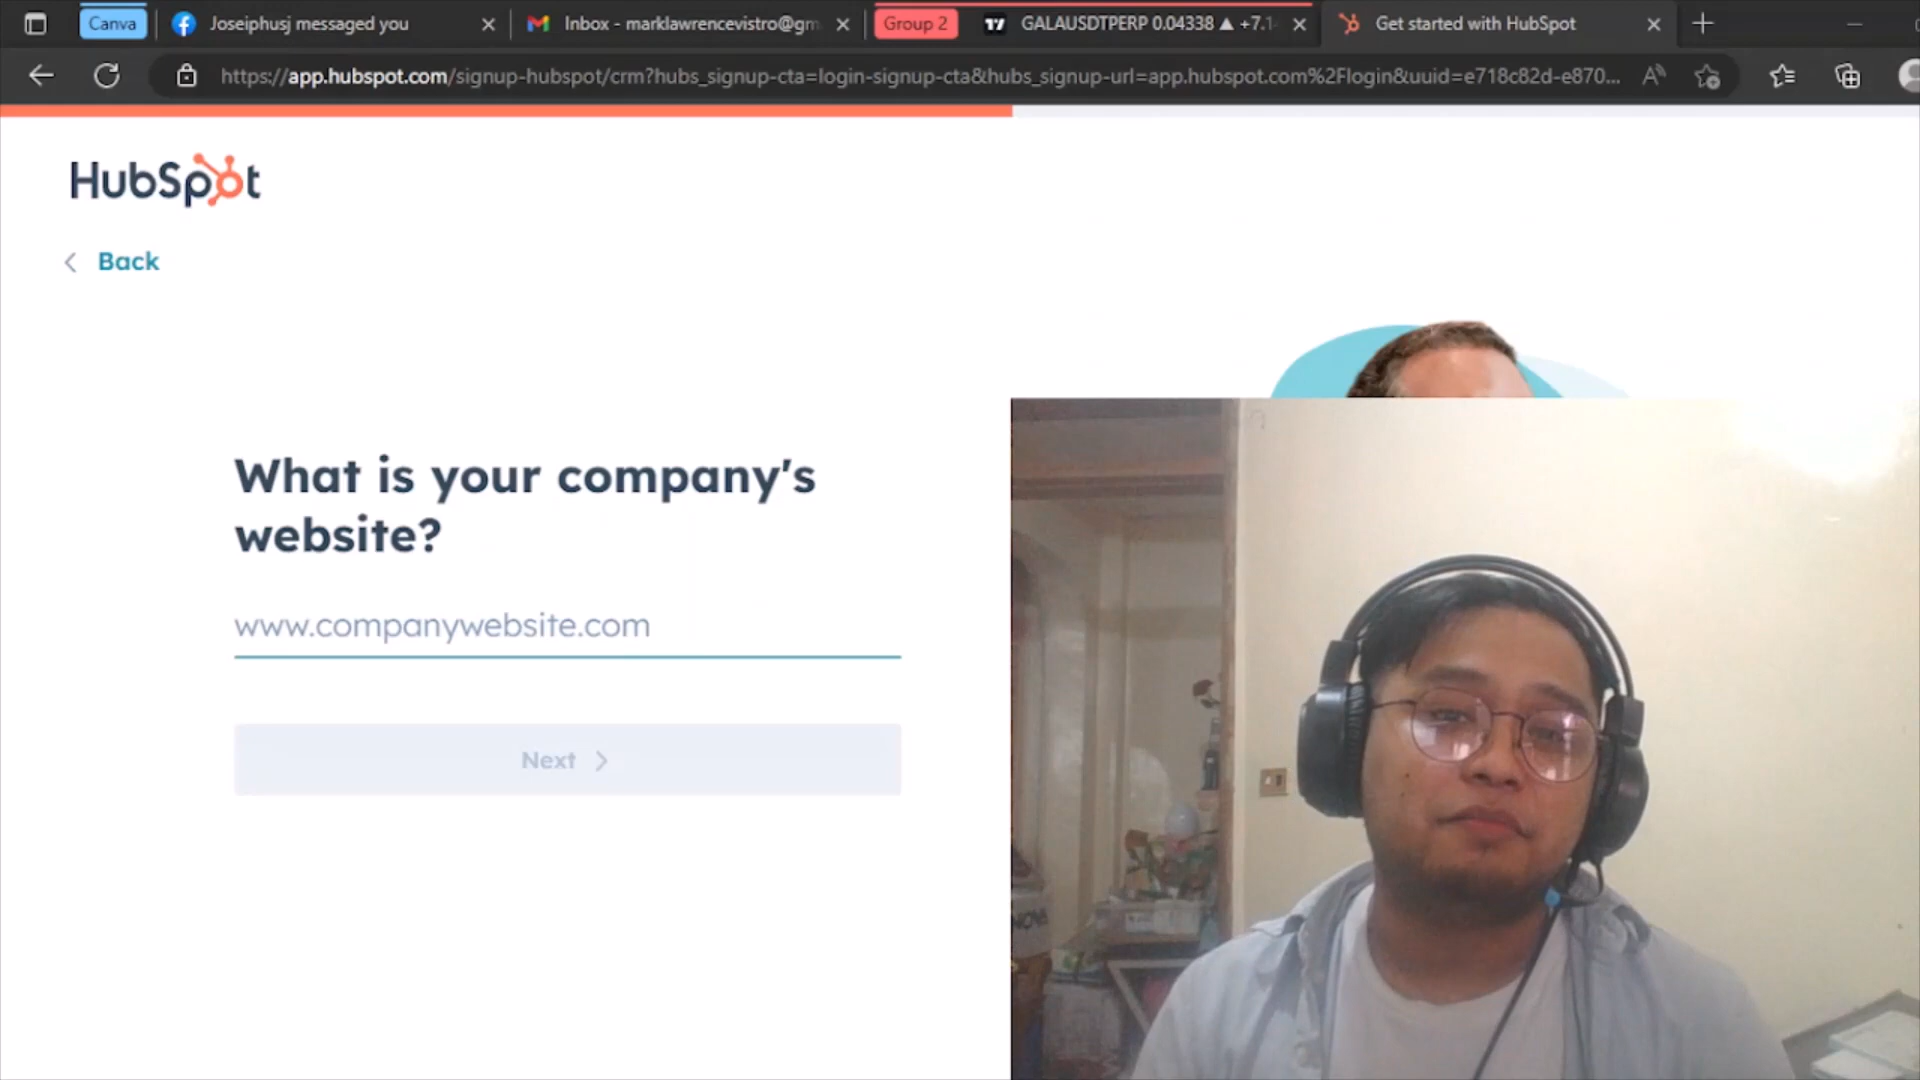 Canva
Joseiphusj messaged you
Inbox - marklawrencevistro@gm
Group 2
GALAUSDTPERP 0.04338 ▲ +7.1
Get started with HubSpot
https://app.hubspot.com/signup-hubspot/crm?hubs_signup-cta=login-signup-cta&hubs_signup-url=app.hubspot.com%2Flogin&uuid=e718c82d-e870...
HubSpot
Back
What is your company's
website?
www.companywebsite.com
Next